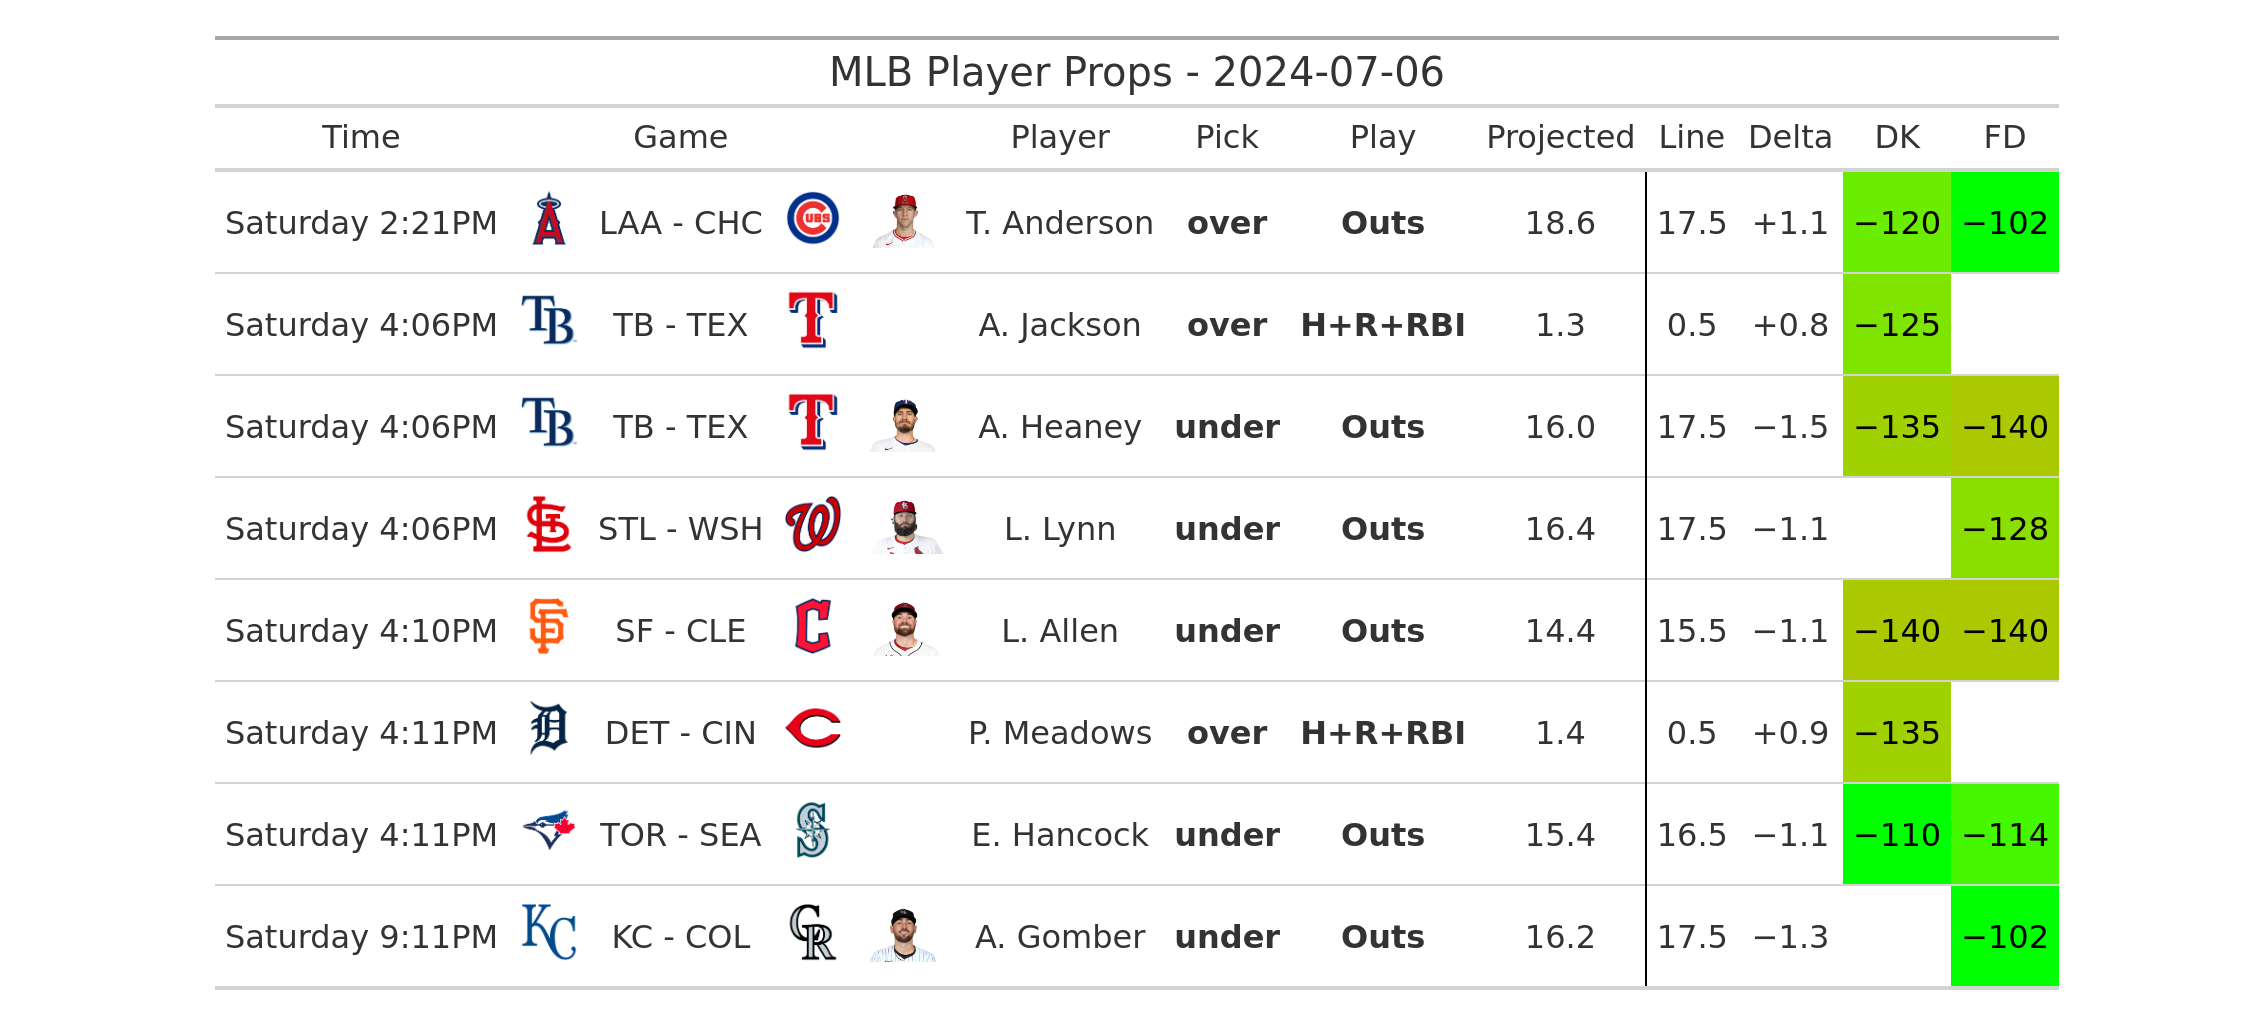 MLB Player Props - 2024-07-06
Time Game Player Pick Play Projected Line Delta DK FD
Saturday 2:21PM LAA - CHC CUBS T. Anderson over Outs 18.6 17.5 +1.1 −120 −102
Saturday 4:06PM TB TB - TEX T A. Jackson over H+R+RBI 1.3 0.5 +0.8 −125
Saturday 4:06PM TB TB - TEX T A. Heaney under Outs 16.0 17.5 −1.5 −135 −140
Saturday 4:06PM STL STL - WSH W L. Lynn under Outs 16.4 17.5 −1.1 −128
Saturday 4:10PM SF SF - CLE C L. Allen under Outs 14.4 15.5 −1.1 −140 −140
Saturday 4:11PM D DET - CIN C P. Meadows over H+R+RBI 1.4 0.5 +0.9 −135
Saturday 4:11PM TOR - SEA S E. Hancock under Outs 15.4 16.5 −1.1 −110 −114
Saturday 9:11PM KC KC - COL CR A. Gomber under Outs 16.2 17.5 −1.3 −102